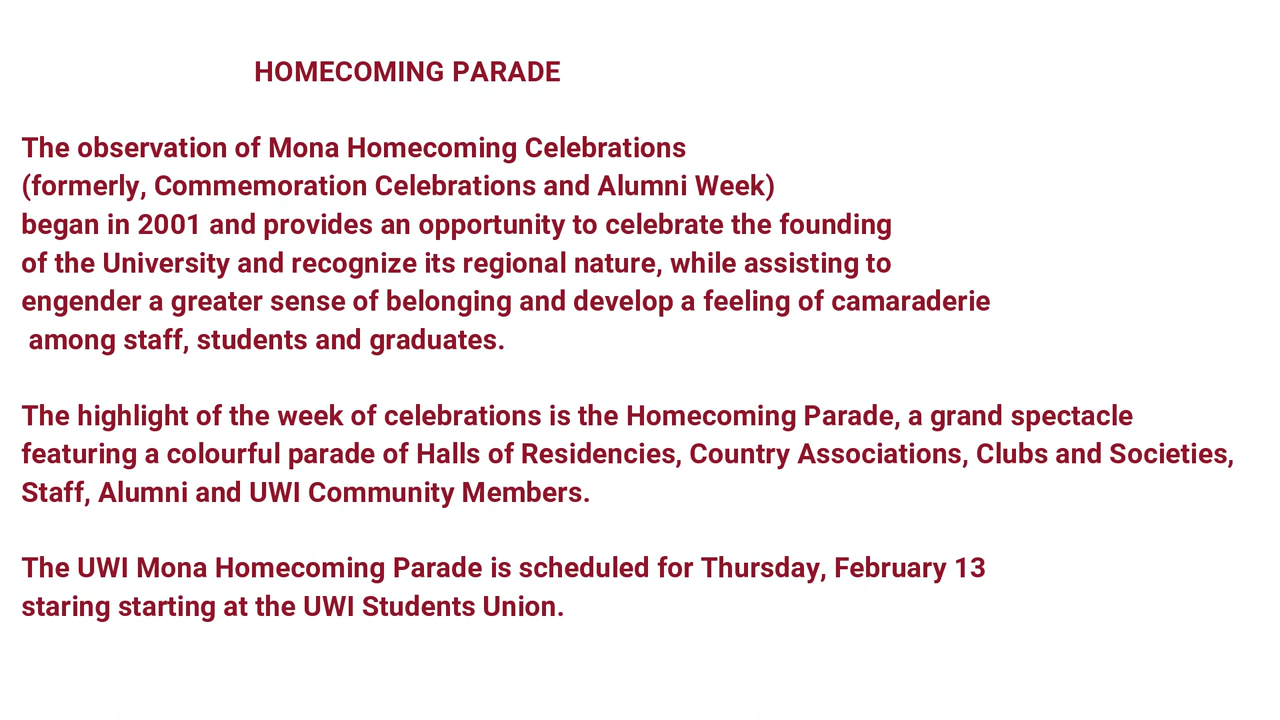 HOMECOMING PARADE
The observation of Mona Homecoming Celebrations
(formerly, Commemoration Celebrations and Alumni Week)
began in 2001 and provides an opportunity to celebrate the founding
of the University and recognize its regional nature, while assisting to
engender a greater sense of belonging and develop a feeling of camaraderie
among staff, students and graduates.
The highlight of the week of celebrations is the Homecoming Parade, a grand spectacle
featuring a colourful parade of Halls of Residencies, Country Associations, Clubs and Societies,
Staff, Alumni and UWI Community Members.
The UWI Mona Homecoming Parade is scheduled for Thursday, February 13
staring starting at the UWI Students Union.